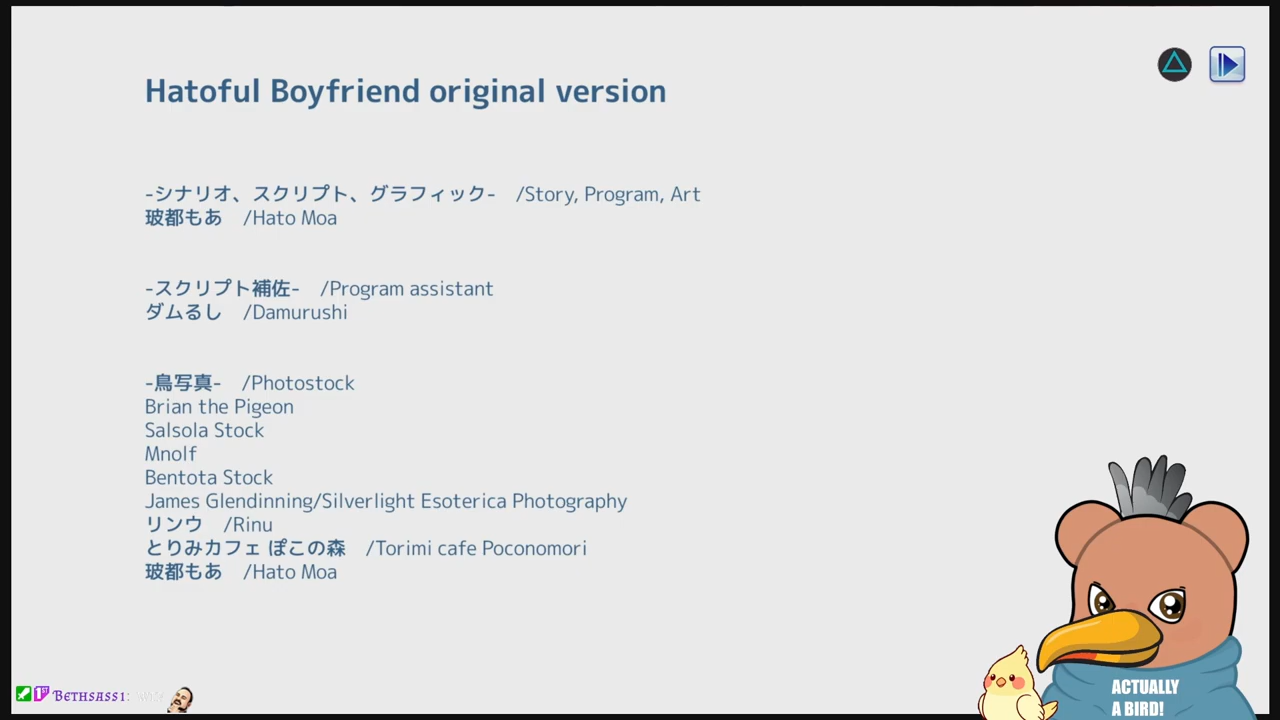 Hatoful Boyfriend original version
-シナリオ、スクリプト、グラフィック- /Story, Program, Art
玻都もあ /Hato Moa
-スクリプト補佐- /Program assistant
ダムるし /Damurushi
-鳥写真- /Photostock
Brian the Pigeon
Salsola Stock
Mnolf
Bentota Stock
James Glendinning/Silverlight Esoterica Photography
リンウ /Rinu
とりみカフェ ぽこの森 /Torimi cafe Poconomori
玻都もあ /Hato Moa
ACTUALLY
A BIRD!
Bethsass1: